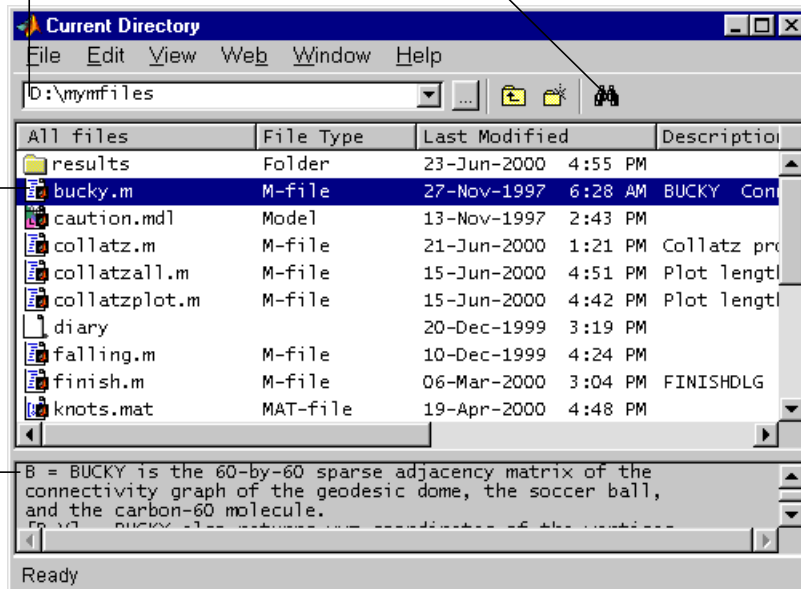 Current Directory
File Edit View Web Window Help
D:\mymfiles ...
All files File Type Last Modified
results Folder 23-Jun-2000 4:55 PM
bucky.m M-file 27-Nov-1997 6:28 AM BUCKY
caution.mdl Model 13-Nov-1997 2:43 PM
collatz.m M-file 21-Jun-2000 1:21 PM Collatz
collatzall.m M-file 15-Jun-2000 4:51 PM Plot
collatzplot.m M-file 15-Jun-2000 4:42 PM Plot
diary 20-Dec-1999 3:19 PM
falling.m M-file 10-Dec-1999 4:24 PM
finish.m M-file 06-Mar-2000 3:04 PM FINISHDLG
knots.mat MAT-file 19-Apr-2000 4:48 PM
B = BUCKY is the 60-by-60 sparse adjacency matrix of the
connectivity graph of the geodesic dome, the soccer ball,
and the carbon-60 molecule.
Ready